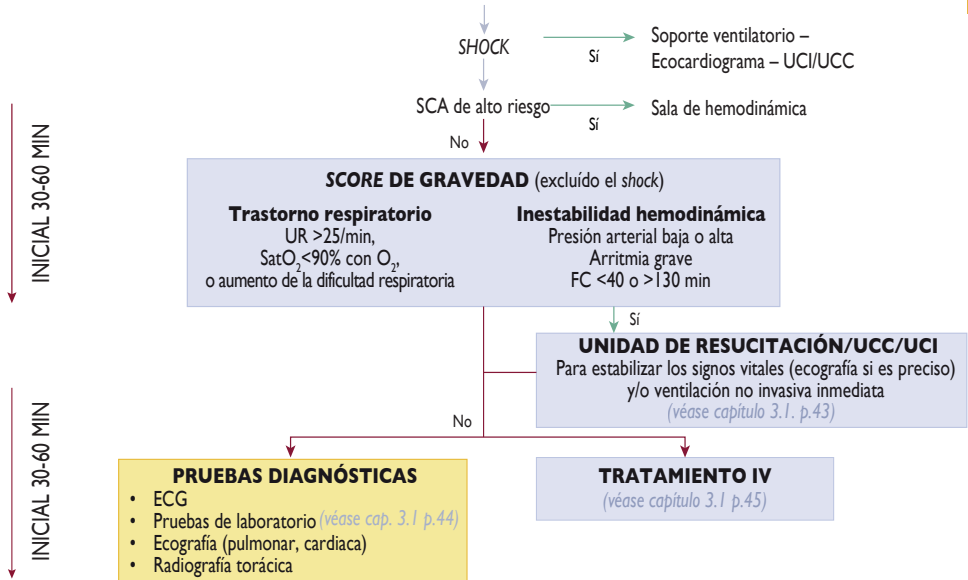 SHOCK
Sí
Soporte ventilatorio –
Ecocardiograma – UCI/UCC
SCA de alto riesgo
Sí
Sala de hemodinámica
No
INICIAL 30-60 MIN
SCORE DE GRAVEDAD (excluído el shock)
Trastorno respiratorio
UR >25/min,
SatO2<90% con O2,
o aumento de la dificultad respiratoria
Inestabilidad hemodinámica
Presión arterial baja o alta
Arritmia grave
FC <40 o >130 min
Sí
UNIDAD DE RESUCITACIÓN/UCC/UCI
Para estabilizar los signos vitales (ecografía si es preciso)
y/o ventilación no invasiva inmediata
(véase capítulo 3.1. p.43)
No
INICIAL 30-60 MIN
PRUEBAS DIAGNÓSTICAS
• ECG
• Pruebas de laboratorio (véase cap. 3.1 p.44)
• Ecografía (pulmonar, cardiaca)
• Radiografía torácica
TRATAMIENTO IV
(véase capítulo 3.1 p.45)